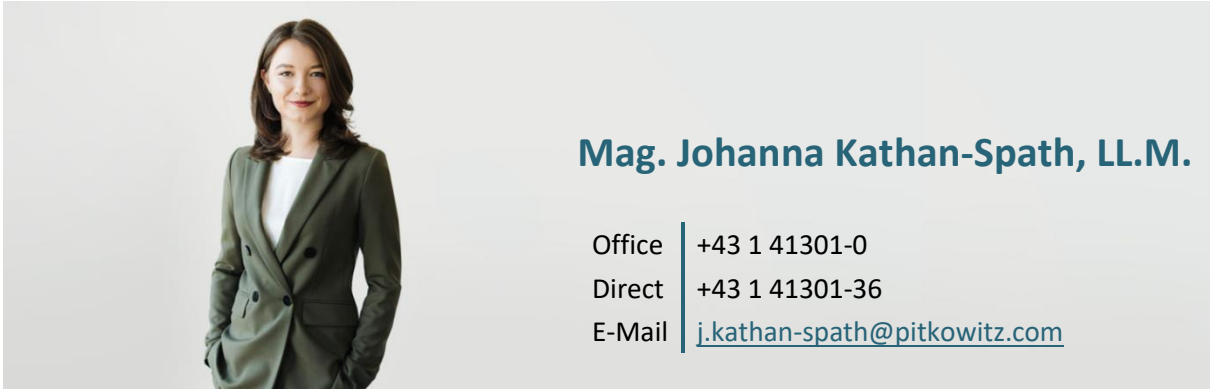 Mag. Johanna Kathan-Spath, LL.M.
Office +43 1 41301-0
Direct +43 1 41301-36
E-Mail j.kathan-spath@pitkowitz.com